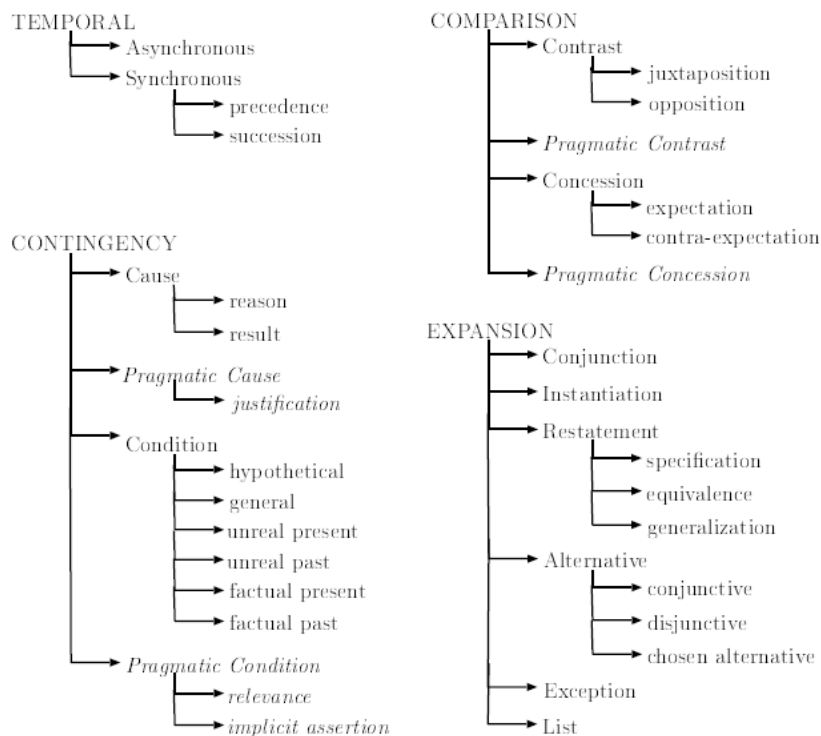 TEMPORAL
Asynchronous
Synchronous
precedence
succession
CONTINGENCY
Cause
reason
result
Pragmatic Cause
justification
Condition
hypothetical
general
unreal present
unreal past
factual present
factual past
Pragmatic Condition
relevance
implicit assertion
COMPARISON
Contrast
juxtaposition
opposition
Pragmatic Contrast
Concession
expectation
contra-expectation
Pragmatic Concession
EXPANSION
Conjunction
Instantiation
Restatement
specification
equivalence
generalization
Alternative
conjunctive
disjunctive
chosen alternative
Exception
List